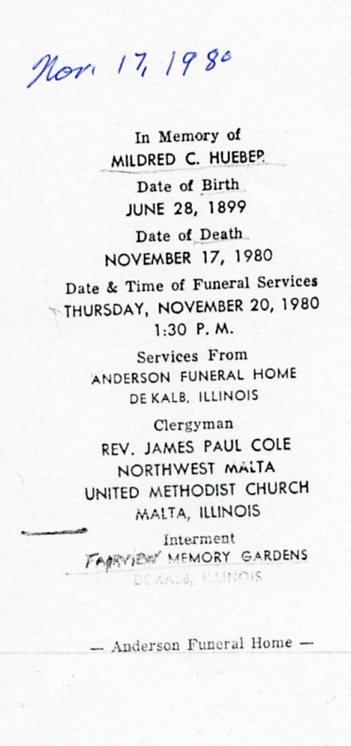 Nov. 17, 1980
In Memory of
MILDRED C. HUEBER
Date of Birth
JUNE 28, 1899
Date of Death
NOVEMBER 17, 1980
Date & Time of Funeral Services
THURSDAY, NOVEMBER 20, 1980
1:30 P. M.
Services From
ANDERSON FUNERAL HOME
DE KALB, ILLINOIS
Clergyman
REV. JAMES PAUL COLE
NORTHWEST MALTA
UNITED METHODIST CHURCH
MALTA, ILLINOIS
Interment
FAIRVIEW MEMORY GARDENS
DE KALB, ILLINOIS
— Anderson Funeral Home —